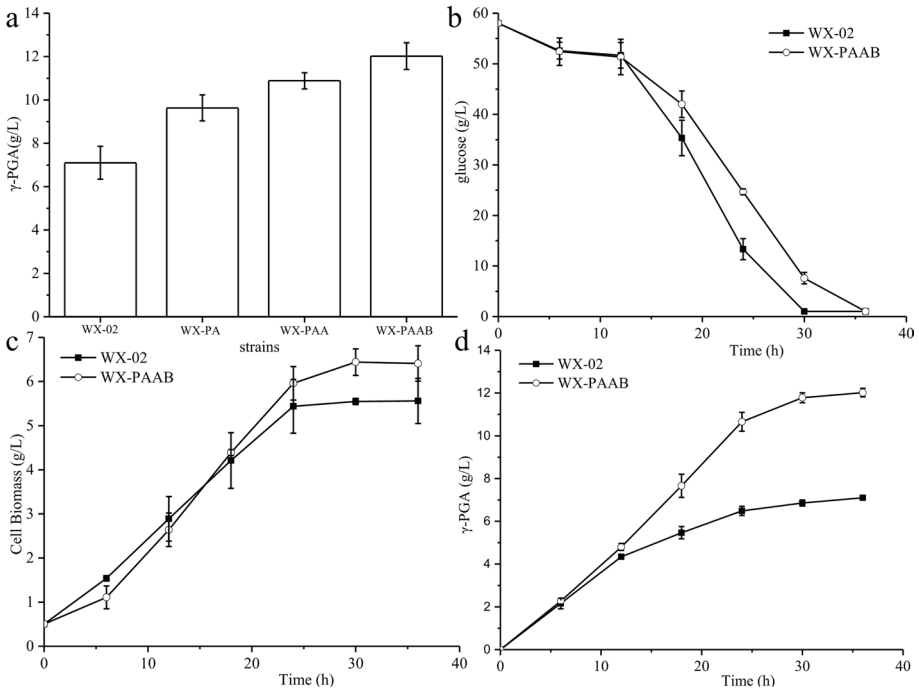 a
γ-PGA(g/L)
14
12
10
8
6
4
2
0
WX-02 WX-PA WX-PAA WX-PAAB
strains
b
glucose (g/L)
60
50
40
30
20
60
0
WX-02
WX-PAAB
0 10 20 30 40
Time (h)
c
Cell Biomass (g/L)
7
6
5
4
3
2
1
0
WX-02
WX-PAAB
0 10 20 30 40
Time (h)
d
γ-PGA (g/L)
14
12
10
8
6
4
2
0
WX-02
WX-PAAB
0 10 20 30 40
Time (h)